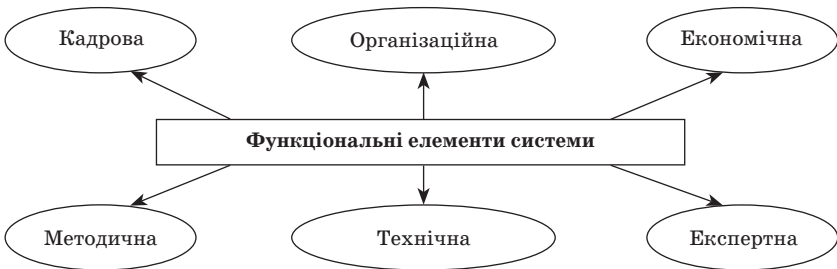 Кадрова
Організаційна
Економічна
Функціональні елементи системи
Методична
Технічна
Експертна